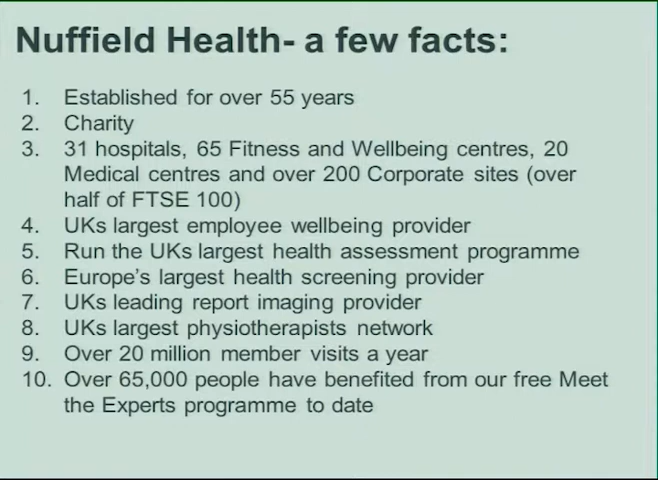 Nuffield Health- a few facts:
1. Established for over 55 years
2. Charity
3. 31 hospitals, 65 Fitness and Wellbeing centres, 20
Medical centres and over 200 Corporate sites (over
half of FTSE 100)
4. UKs largest employee wellbeing provider
5. Run the UKs largest health assessment programme
6. Europe’s largest health screening provider
7. UKs leading report imaging provider
8. UKs largest physiotherapists network
9. Over 20 million member visits a year
10. Over 65,000 people have benefited from our free Meet
the Experts programme to date